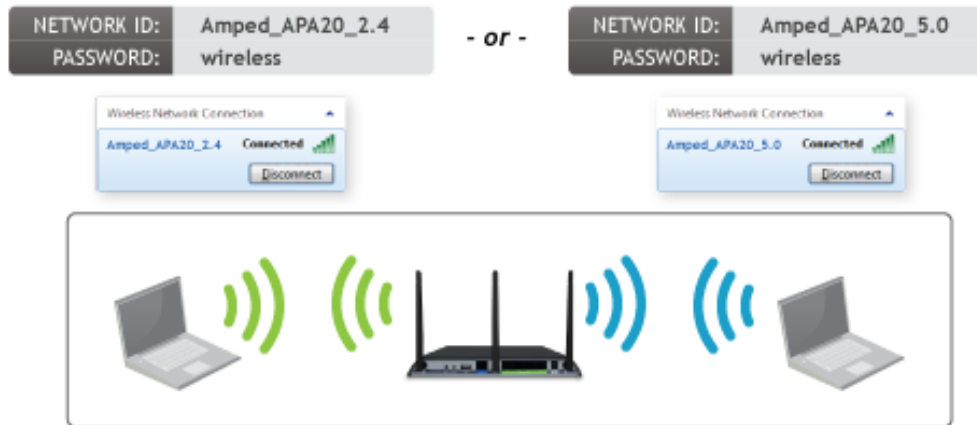 NETWORK ID: Amped_APA20_2.4
PASSWORD: wireless
- or -
NETWORK ID: Amped_APA20_5.0
PASSWORD: wireless
Wireless Network Connection
Amped_APA20_2.4 Connected
Disconnect
Wireless Network Connection
Amped_APA20_5.0 Connected
Disconnect